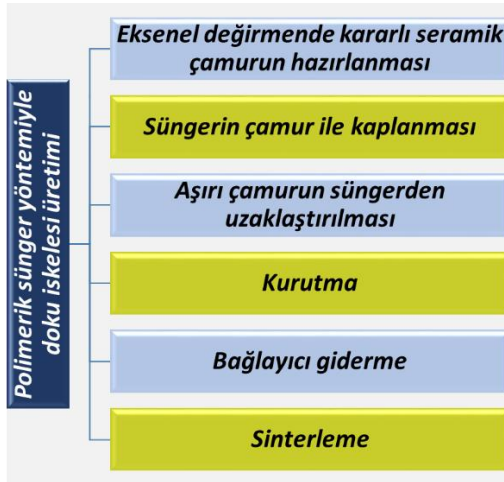 Polimerik sünger yöntemiyle
doku iskelesi üretimi
Eksenel değirmende kararlı seramik
çamurun hazırlanması
Süngerin çamur ile kaplanması
Aşırı çamurun süngerden
uzaklaştırılması
Kurutma
Bağlayıcı giderme
Sinterleme